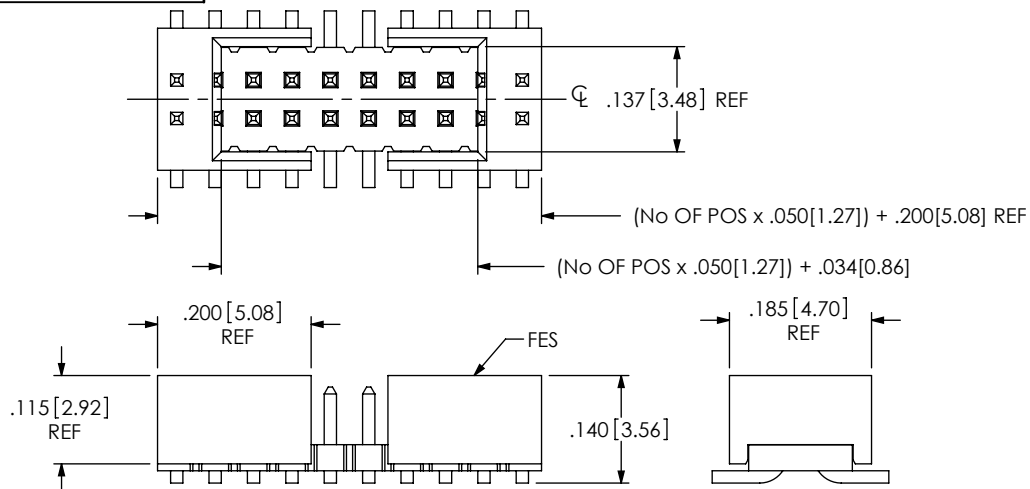 ℄ .137[3.48] REF
(No OF POS x .050[1.27]) + .200[5.08] REF
(No OF POS x .050[1.27]) + .034[0.86]
.200[5.08]
REF
FES
.185[4.70]
REF
.115[2.92]
REF
.140[3.56]